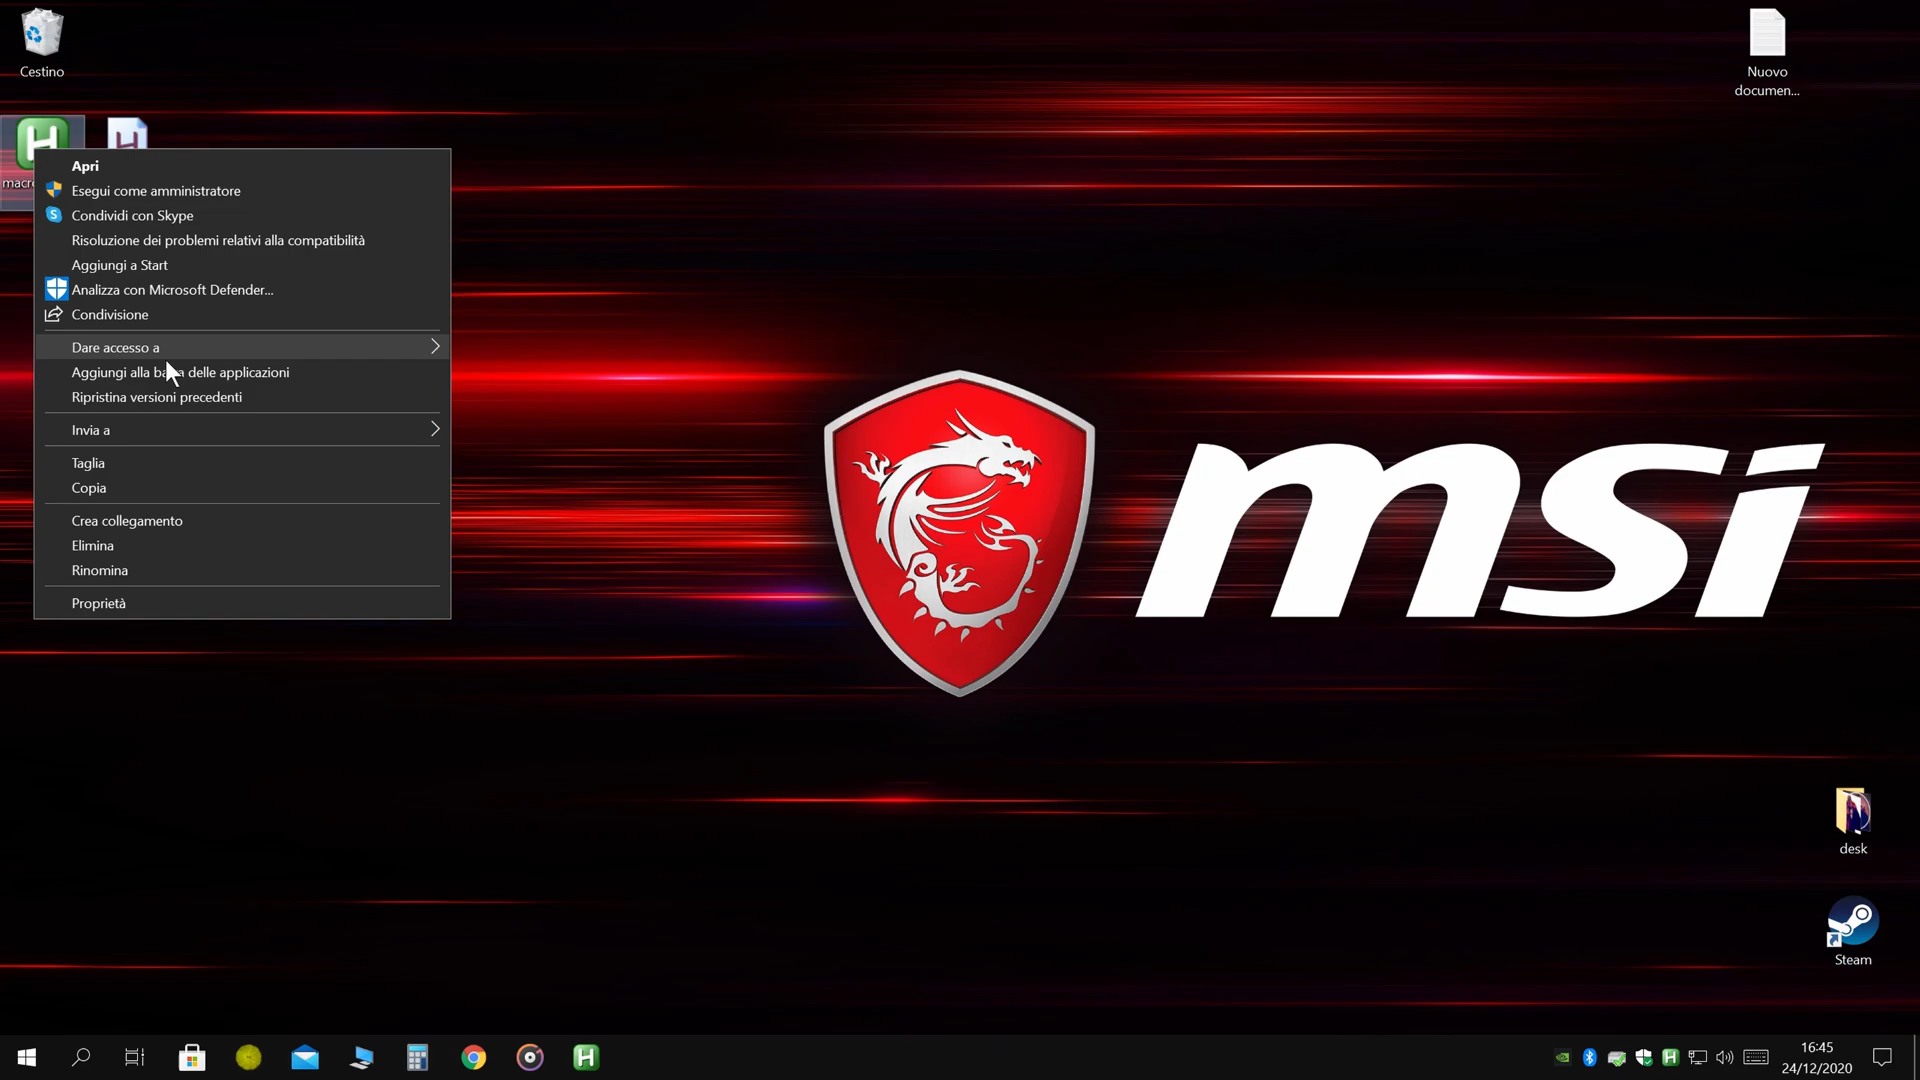 Cestino
Nuovo
documen...
Apri
Esegui come amministratore
Condividi con Skype
Risoluzione dei problemi relativi alla compatibilità
Aggiungi a Start
Analizza con Microsoft Defender...
Condivisione
Dare accesso a
Aggiungi alla delle applicazioni
Ripristina versioni precedenti
Invia a
Taglia
Copia
Crea collegamento
Elimina
Rinomina
Proprietà
msi
desk
Steam
16:45
24/12/2020